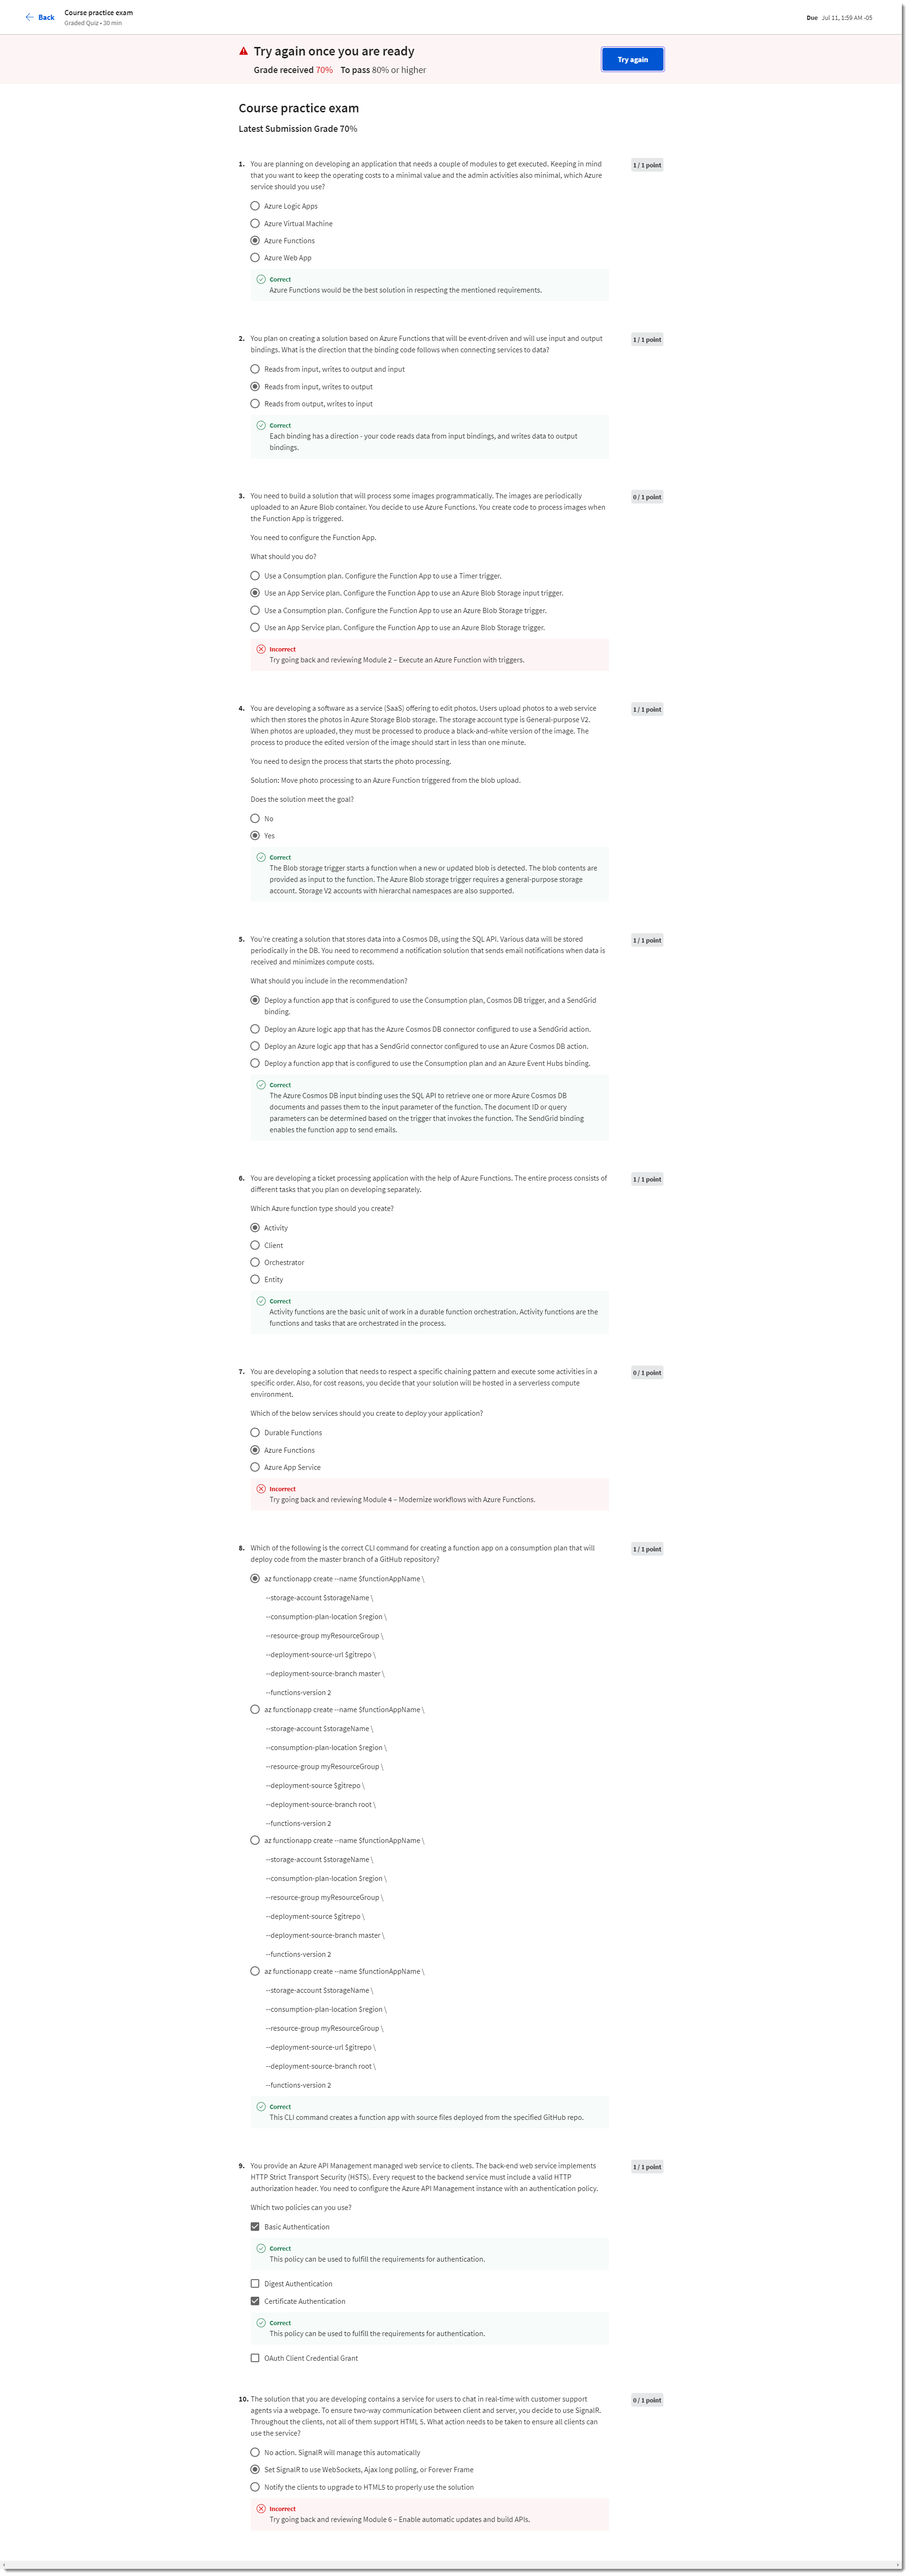 Back
Course practice exam
Graded Quiz • 30 min
Due Jul 11, 1:59 AM -05
Try again once you are ready
Grade received 70% To pass 80% or higher
Try again
Course practice exam
Latest Submission Grade 70%
1. You are planning on developing an application that needs a couple of modules to get executed. Keeping in mind
that you want to keep the operating costs to a minimal value and the admin activities also minimal, which Azure
service should you use?
1 / 1 point
Azure Logic Apps
Azure Virtual Machine
Azure Functions
Azure Web App
Correct
Azure Functions would be the best solution in respecting the mentioned requirements.
2. You plan on creating a solution based on Azure Functions that will be event-driven and will use input and output
bindings. What is the direction that the binding code follows when connecting services to data?
1 / 1 point
Reads from input, writes to output and input
Reads from input, writes to output
Reads from output, writes to input
Correct
Each binding has a direction - your code reads data from input bindings, and writes data to output
bindings.
3. You need to build a solution that will process some images programmatically. The images are periodically
uploaded to an Azure Blob container. You decide to use Azure Functions. You create code to process images when
the Function App is triggered.
0 / 1 point
You need to configure the Function App.
What should you do?
Use a Consumption plan. Configure the Function App to use a Timer trigger.
Use an App Service plan. Configure the Function App to use an Azure Blob Storage input trigger.
Use a Consumption plan. Configure the Function App to use an Azure Blob Storage trigger.
Use an App Service plan. Configure the Function App to use an Azure Blob Storage trigger.
Incorrect
Try going back and reviewing Module 2 – Execute an Azure Function with triggers.
4. You are developing a software as a service (SaaS) offering to edit photos. Users upload photos to a web service
which then stores the photos in Azure Storage Blob storage. The storage account type is General-purpose V2.
When photos are uploaded, they must be processed to produce a black-and-white version of the image. The
process to produce the edited version of the image should start in less than one minute.
1 / 1 point
You need to design the process that starts the photo processing.
Solution: Move photo processing to an Azure Function triggered from the blob upload.
Does the solution meet the goal?
No
Yes
Correct
The Blob storage trigger starts a function when a new or updated blob is detected. The blob contents are
provided as input to the function. The Azure Blob storage trigger requires a general-purpose storage
account. Storage V2 accounts with hierarchal namespaces are also supported.
5. You're creating a solution that stores data into a Cosmos DB, using the SQL API. Various data will be stored
periodically in the DB. You need to recommend a notification solution that sends email notifications when data is
received and minimizes compute costs.
1 / 1 point
What should you include in the recommendation?
Deploy a function app that is configured to use the Consumption plan, Cosmos DB trigger, and a SendGrid
binding.
Deploy an Azure logic app that has the Azure Cosmos DB connector configured to use a SendGrid action.
Deploy an Azure logic app that has a SendGrid connector configured to use an Azure Cosmos DB action.
Deploy a function app that is configured to use the Consumption plan and an Azure Event Hubs binding.
Correct
The Azure Cosmos DB input binding uses the SQL API to retrieve one or more Azure Cosmos DB
documents and passes them to the input parameter of the function. The document ID or query
parameters can be determined based on the trigger that invokes the function. The SendGrid binding
enables the function app to send emails.
6. You are developing a ticket processing application with the help of Azure Functions. The entire process consists of
different tasks that you plan on developing separately.
1 / 1 point
Which Azure function type should you create?
Activity
Client
Orchestrator
Entity
Correct
Activity functions are the basic unit of work in a durable function orchestration. Activity functions are the
functions and tasks that are orchestrated in the process.
7. You are developing a solution that needs to respect a specific chaining pattern and execute some activities in a
specific order. Also, for cost reasons, you decide that your solution will be hosted in a serverless compute
environment.
0 / 1 point
Which of the below services should you create to deploy your application?
Durable Functions
Azure Functions
Azure App Service
Incorrect
Try going back and reviewing Module 4 – Modernize workflows with Azure Functions.
8. Which of the following is the correct CLI command for creating a function app on a consumption plan that will
deploy code from the master branch of a GitHub repository?
1 / 1 point
az functionapp create --name $functionAppName \
--storage-account $storageName \
--consumption-plan-location $region \
--resource-group myResourceGroup \
--deployment-source-url $gitrepo \
--deployment-source-branch master \
--functions-version 2
az functionapp create --name $functionAppName \
--storage-account $storageName \
--consumption-plan-location $region \
--resource-group myResourceGroup \
--deployment-source $gitrepo \
--deployment-source-branch root \
--functions-version 2
az functionapp create --name $functionAppName \
--storage-account $storageName \
--consumption-plan-location $region \
--resource-group myResourceGroup \
--deployment-source $gitrepo \
--deployment-source-branch master \
--functions-version 2
az functionapp create --name $functionAppName \
--storage-account $storageName \
--consumption-plan-location $region \
--resource-group myResourceGroup \
--deployment-source-url $gitrepo \
--deployment-source-branch root \
--functions-version 2
Correct
This CLI command creates a function app with source files deployed from the specified GitHub repo.
9. You provide an Azure API Management managed web service to clients. The back-end web service implements
HTTP Strict Transport Security (HSTS). Every request to the backend service must include a valid HTTP
authorization header. You need to configure the Azure API Management instance with an authentication policy.
1 / 1 point
Which two policies can you use?
Basic Authentication
Correct
This policy can be used to fulfill the requirements for authentication.
Digest Authentication
Certificate Authentication
Correct
This policy can be used to fulfill the requirements for authentication.
OAuth Client Credential Grant
10. The solution that you are developing contains a service for users to chat in real-time with customer support
agents via a webpage. To ensure two-way communication between client and server, you decide to use SignalR.
Throughout the clients, not all of them support HTML 5. What action needs to be taken to ensure all clients can
use the service?
0 / 1 point
No action. SignalR will manage this automatically
Set SignalR to use WebSockets, Ajax long polling, or Forever Frame
Notify the clients to upgrade to HTML5 to properly use the solution
Incorrect
Try going back and reviewing Module 6 – Enable automatic updates and build APIs.